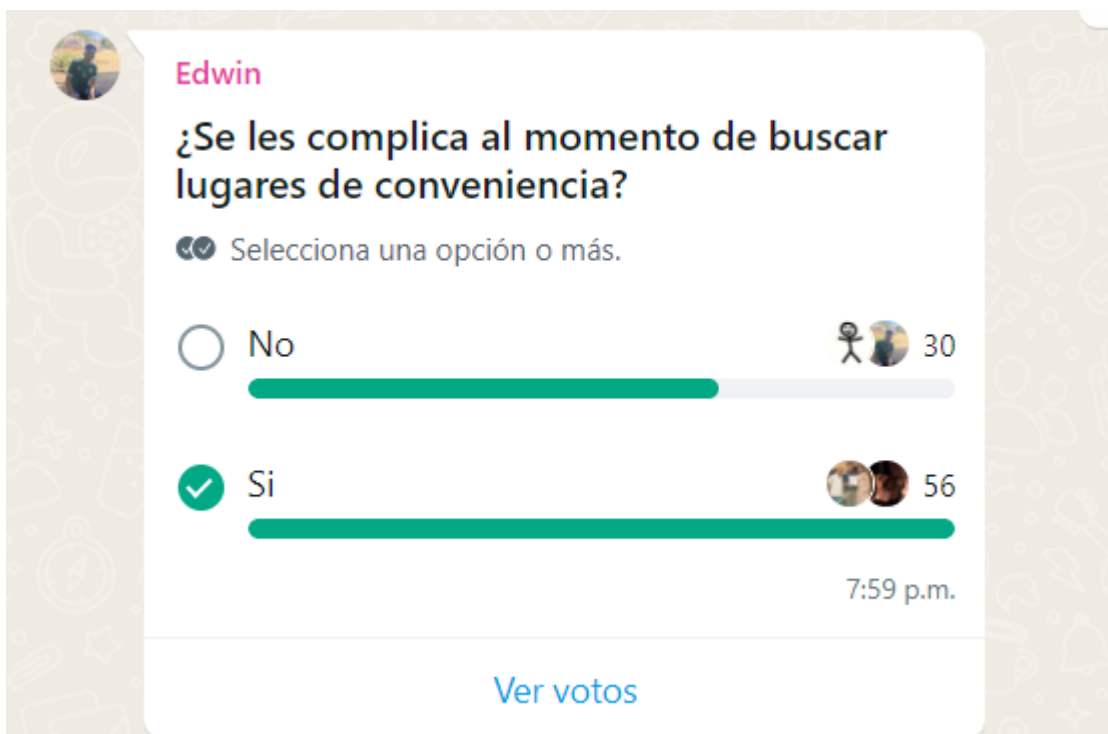 Edwin
¿Se les complica al momento de buscar
lugares de conveniencia?
Selecciona una opción o más.
No 30
Si 56
7:59 p.m.
Ver votos